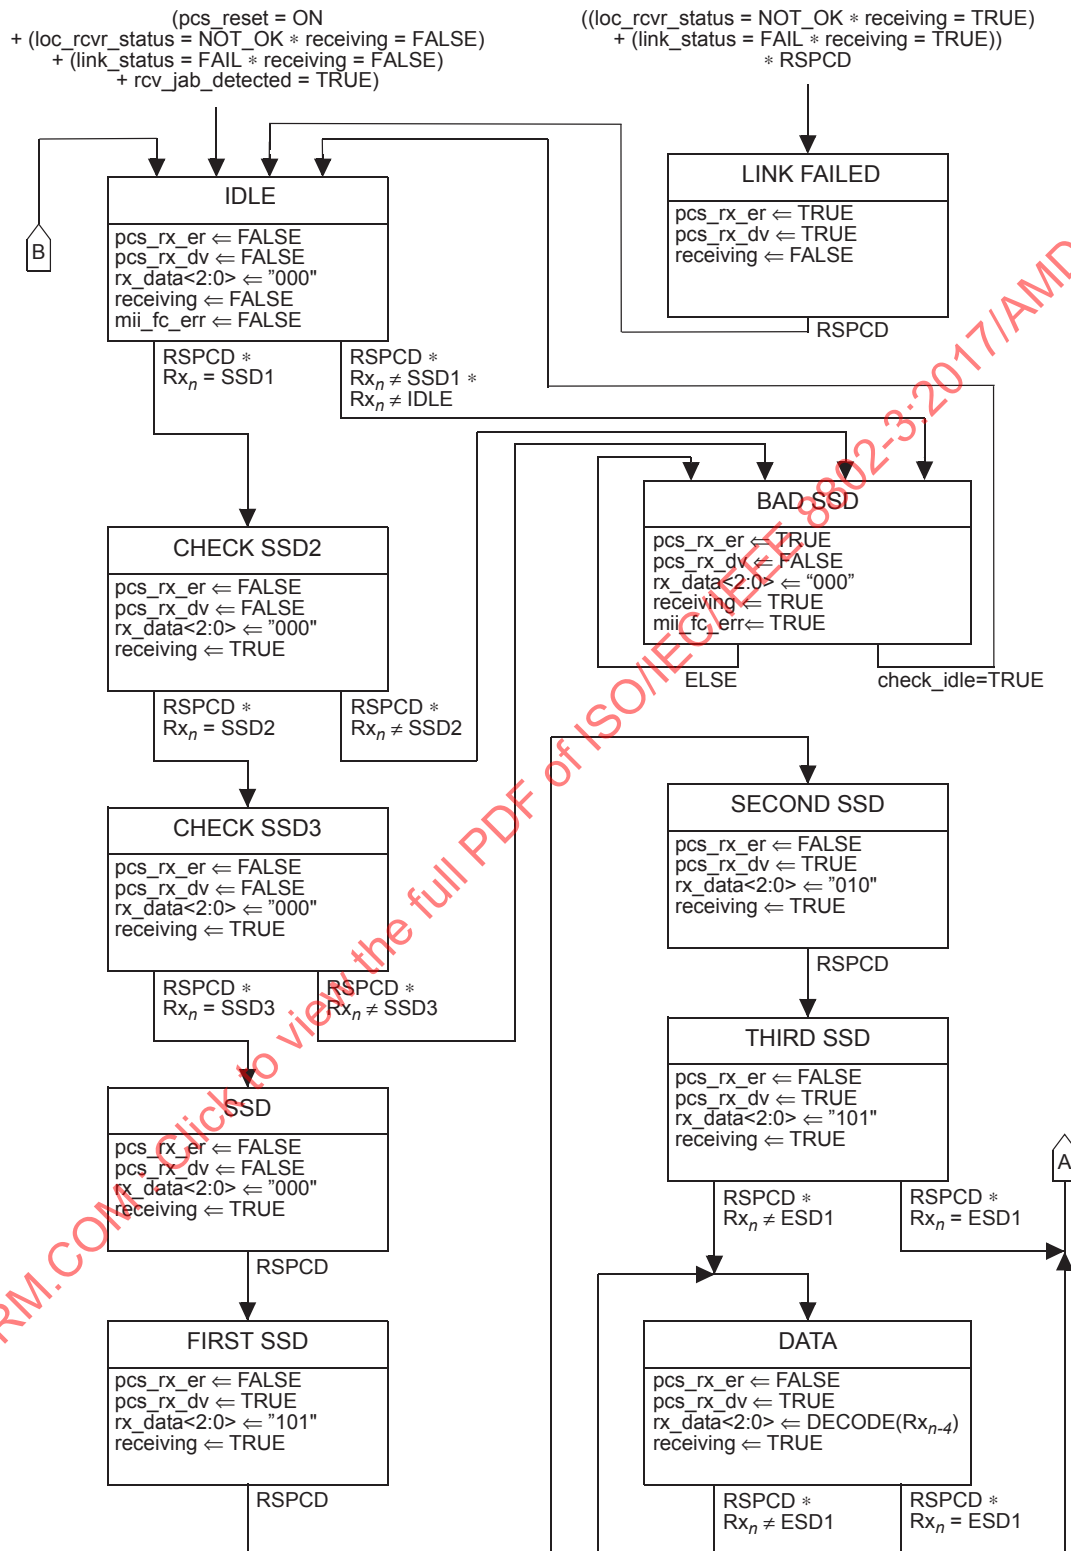 (pcs_reset = ON
+ (loc_rcvr_status = NOT_OK ∗ receiving = FALSE)
+ (link_status = FAIL ∗ receiving = FALSE)
+ rcv_jab_detected = TRUE)
((loc_rcvr_status = NOT_OK ∗ receiving = TRUE)
+ (link_status = FAIL ∗ receiving = TRUE))
∗ RSPCD
B
IDLE
pcs_rx_er ⇐ FALSE
pcs_rx_dv ⇐ FALSE
rx_data<2:0> ⇐ "000"
receiving ⇐ FALSE
mii_fc_err ⇐ FALSE
LINK FAILED
pcs_rx_er ⇐ TRUE
pcs_rx_dv ⇐ TRUE
receiving ⇐ FALSE
RSPCD
RSPCD ∗
Rxn = SSD1
RSPCD ∗
Rxn ≠ SSD1 ∗
Rxn ≠ IDLE
BAD SSD
pcs_rx_er ⇐ TRUE
pcs_rx_dv ⇐ FALSE
rx_data<2:0> ⇐ “000”
receiving ⇐ TRUE
mii_fc_err⇐ TRUE
ELSE
check_idle=TRUE
CHECK SSD2
pcs_rx_er ⇐ FALSE
pcs_rx_dv ⇐ FALSE
rx_data<2:0> ⇐ "000"
receiving ⇐ TRUE
RSPCD ∗
Rxn = SSD2
RSPCD ∗
Rxn ≠ SSD2
CHECK SSD3
pcs_rx_er ⇐ FALSE
pcs_rx_dv ⇐ FALSE
rx_data<2:0> ⇐ "000"
receiving ⇐ TRUE
RSPCD ∗
Rxn = SSD3
RSPCD ∗
Rxn ≠ SSD3
SSD
pcs_rx_er ⇐ FALSE
pcs_rx_dv ⇐ FALSE
rx_data<2:0> ⇐ "000"
receiving ⇐ TRUE
RSPCD
FIRST SSD
pcs_rx_er ⇐ FALSE
pcs_rx_dv ⇐ TRUE
rx_data<2:0> ⇐ "101"
receiving ⇐ TRUE
RSPCD
SECOND SSD
pcs_rx_er ⇐ FALSE
pcs_rx_dv ⇐ TRUE
rx_data<2:0> ⇐ "010"
receiving ⇐ TRUE
RSPCD
THIRD SSD
pcs_rx_er ⇐ FALSE
pcs_rx_dv ⇐ TRUE
rx_data<2:0> ⇐ "101"
receiving ⇐ TRUE
RSPCD ∗
Rxn ≠ ESD1
RSPCD ∗
Rxn = ESD1
A
DATA
pcs_rx_er ⇐ FALSE
pcs_rx_dv ⇐ TRUE
rx_data<2:0> ⇐ DECODE(Rxn-4)
receiving ⇐ TRUE
RSPCD ∗
Rxn ≠ ESD1
RSPCD ∗
Rxn = ESD1
RM.COM : Click to view the full PDF of ISO/IEC/IEEE 8802-3:2017/AMD